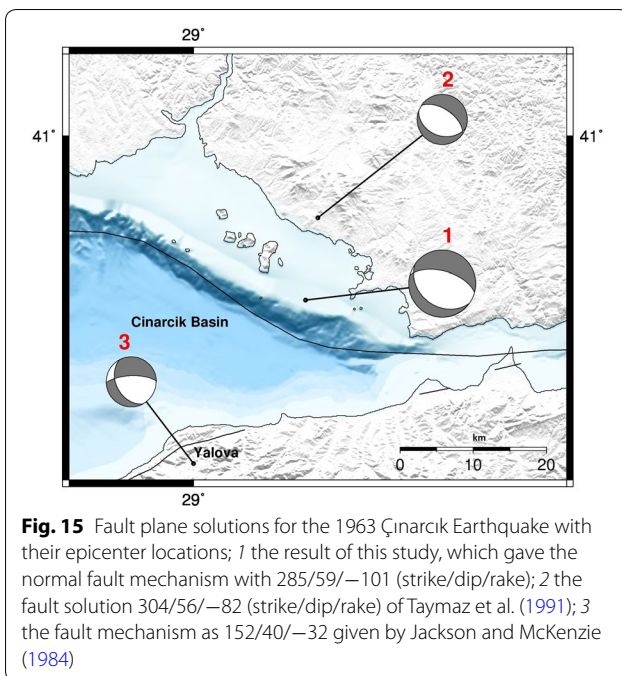 29°
2
41°
41°
1
Cinarcik Basin
3
km
0 10 20
Yalova
29°
Fig. 15 Fault plane solutions for the 1963 Çınarcık Earthquake with
their epicenter locations; 1 the result of this study, which gave the
normal fault mechanism with 285/59/−101 (strike/dip/rake); 2 the
fault solution 304/56/−82 (strike/dip/rake) of Taymaz et al. (1991); 3
the fault mechanism as 152/40/−32 given by Jackson and McKenzie
(1984)